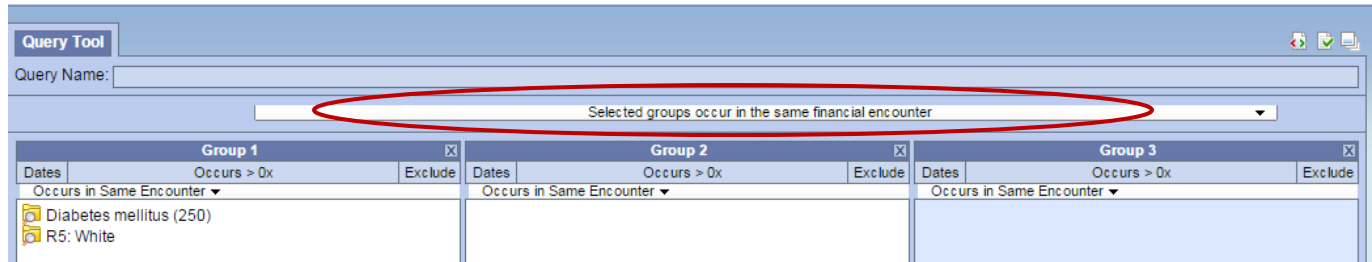 Query Tool
Query Name:
Selected groups occur in the same financial encounter
Group 1 X Group 2 X Group 3 X
Dates Occurs > 0x Exclude Dates Occurs > 0x Exclude Dates Occurs > 0x Exclude
Occurs in Same Encounter Occurs in Same Encounter Occurs in Same Encounter
Diabetes mellitus (250)
R5: White